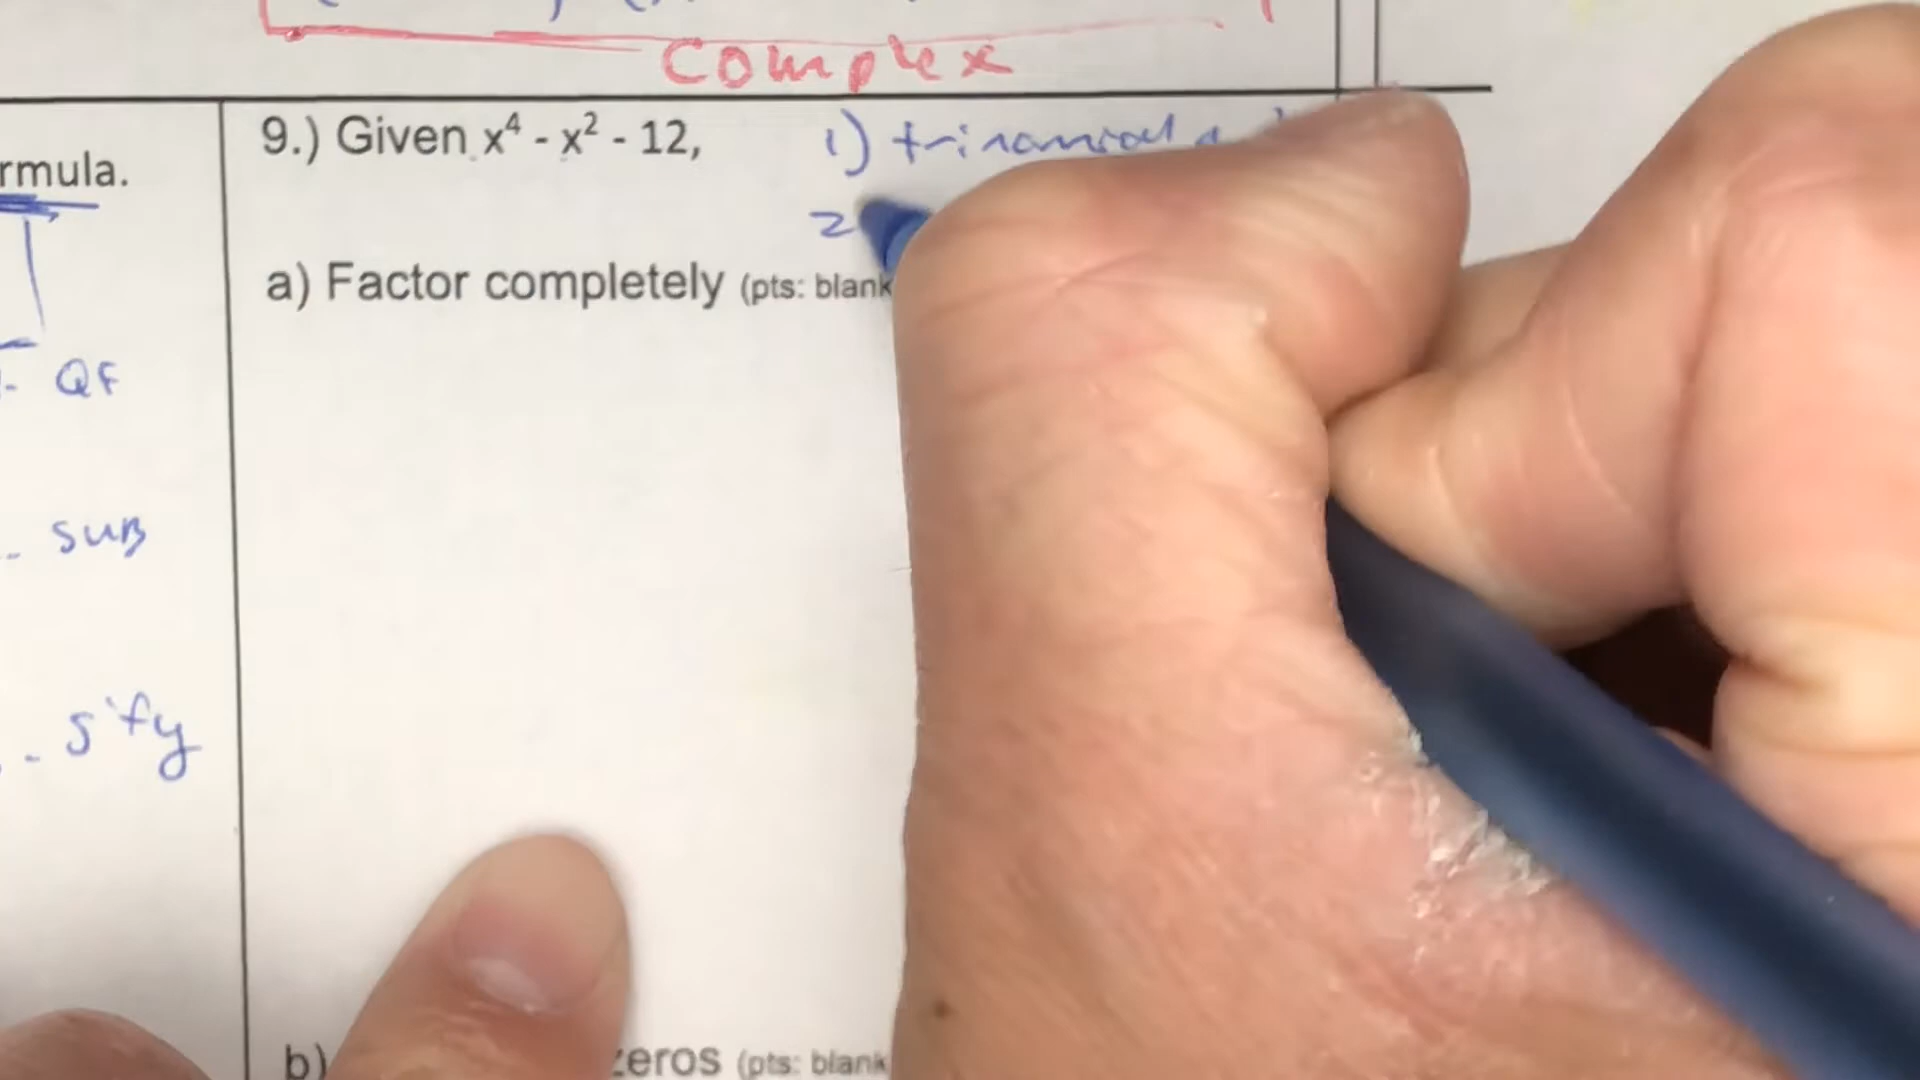 complex
rmula.
9.) Given x⁴ - x² - 12,
1) trinomial
2
a) Factor completely (pts: blank
QF
- SUB
- s'fy
b)
zeros (pts: blank